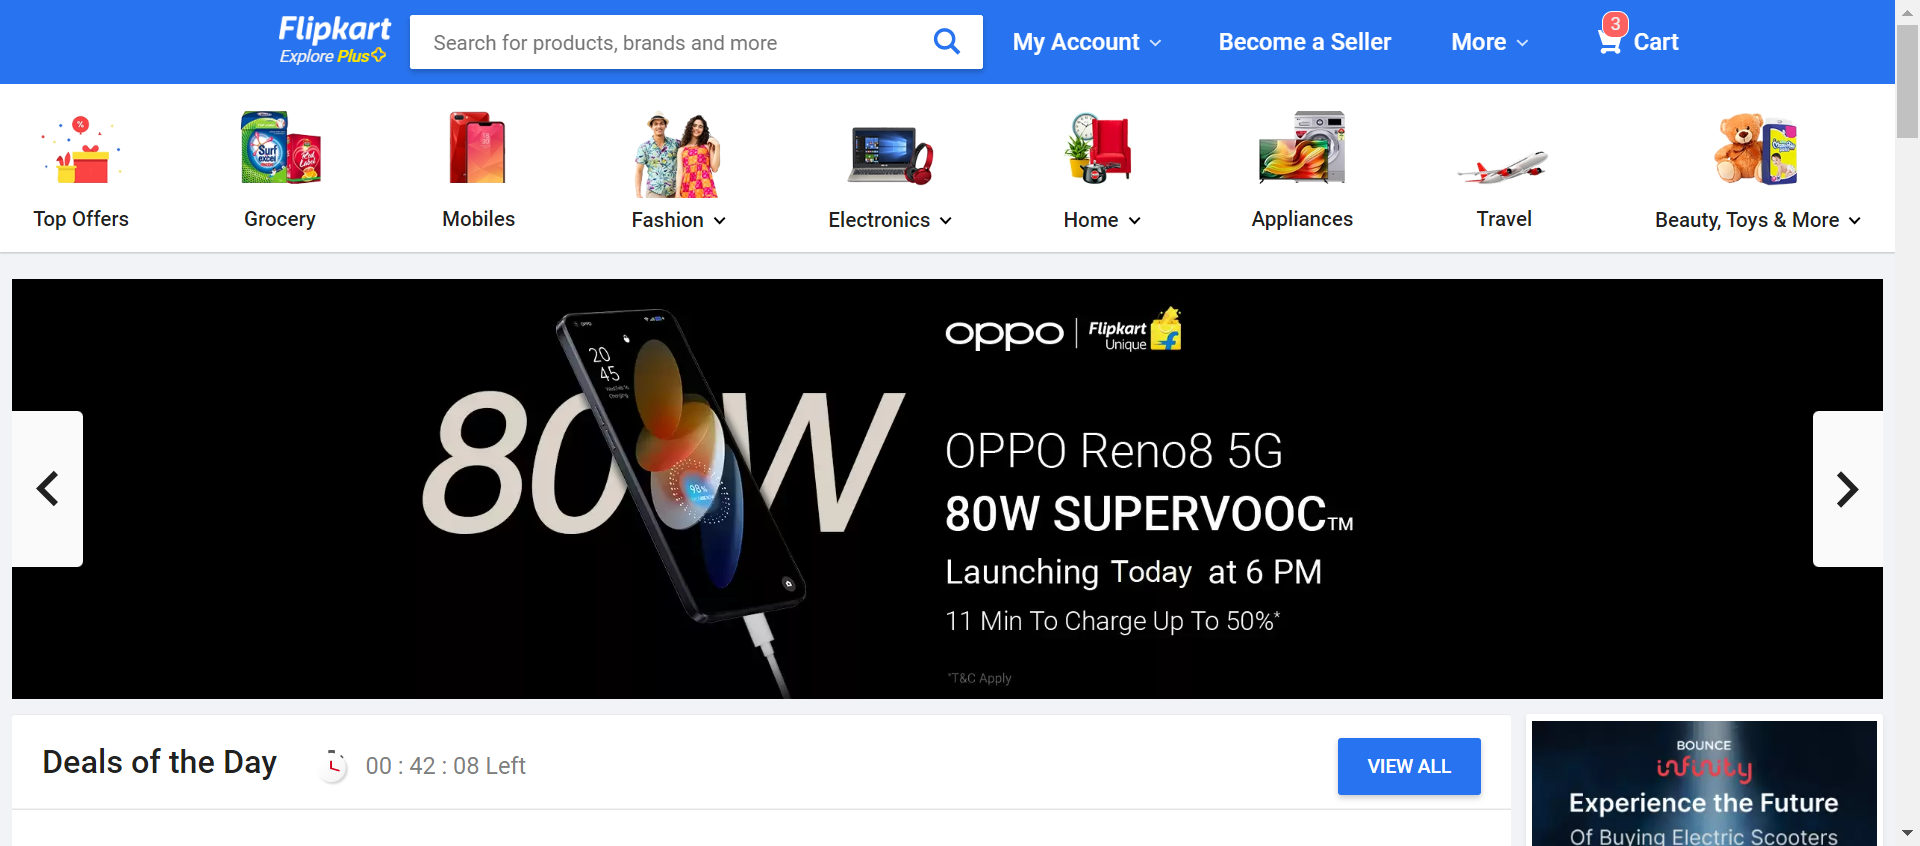 Flipkart
Explore Plus
Search for products, brands and more
My Account
Become a Seller
More
3
Cart
Top Offers
Grocery
Mobiles
Fashion
Electronics
Home
Appliances
Travel
Beauty, Toys & More
oppo
Flipkart
Unique
20
45
80W
98%
OPPO Reno8 5G
80W SUPERVOOC™
Launching Today at 6 PM
11 Min To Charge Up To 50%*
*T&C Apply
Deals of the Day
00 : 42 : 08 Left
VIEW ALL
BOUNCE
infinity
Experience the Future
Of Buying Electric Scooters